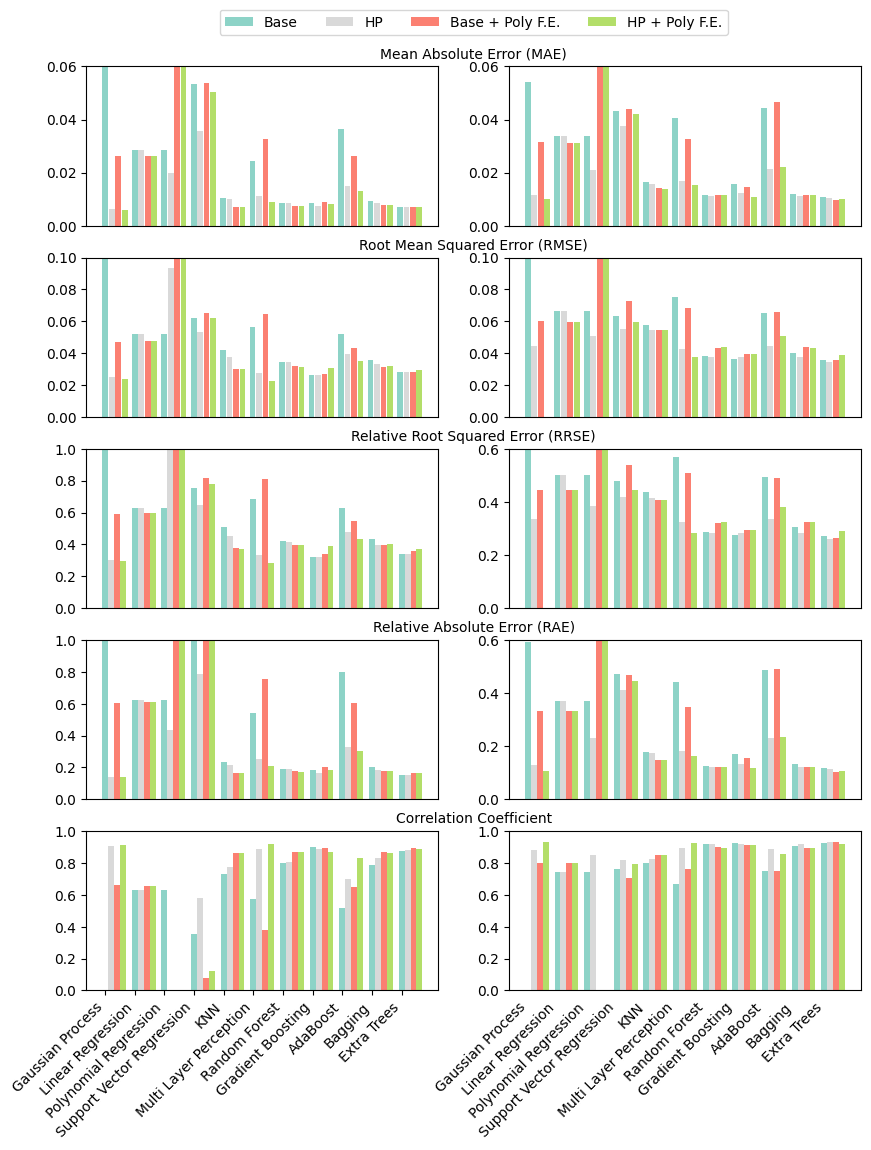 Base HP Base + Poly F.E. HP + Poly F.E.
Mean Absolute Error (MAE)
0.06 0.06
0.04 0.04
0.02 0.02
0.00 0.00
Root Mean Squared Error (RMSE)
0.10 0.10
0.08 0.08
0.06 0.06
0.04 0.04
0.02 0.02
0.00 0.00
Relative Root Squared Error (RRSE)
1.0 0.6
0.8
0.6 0.4
0.4 0.2
0.2
0.0 0.0
Relative Absolute Error (RAE)
1.0 0.6
0.8
0.6 0.4
0.4 0.2
0.2
0.0 0.0
Correlation Coefficient
1.0 1.0
0.8 0.8
0.6 0.6
0.4 0.4
0.2 0.2
0.0 0.0
Gaussian Process
Linear Regression
Polynomial Regression
Support Vector Regression
KNN
Multi Layer Perception
Random Forest
Gradient Boosting
AdaBoost
Bagging
Extra Trees
Gaussian Process
Linear Regression
Polynomial Regression
Support Vector Regression
KNN
Multi Layer Perception
Random Forest
Gradient Boosting
AdaBoost
Bagging
Extra Trees